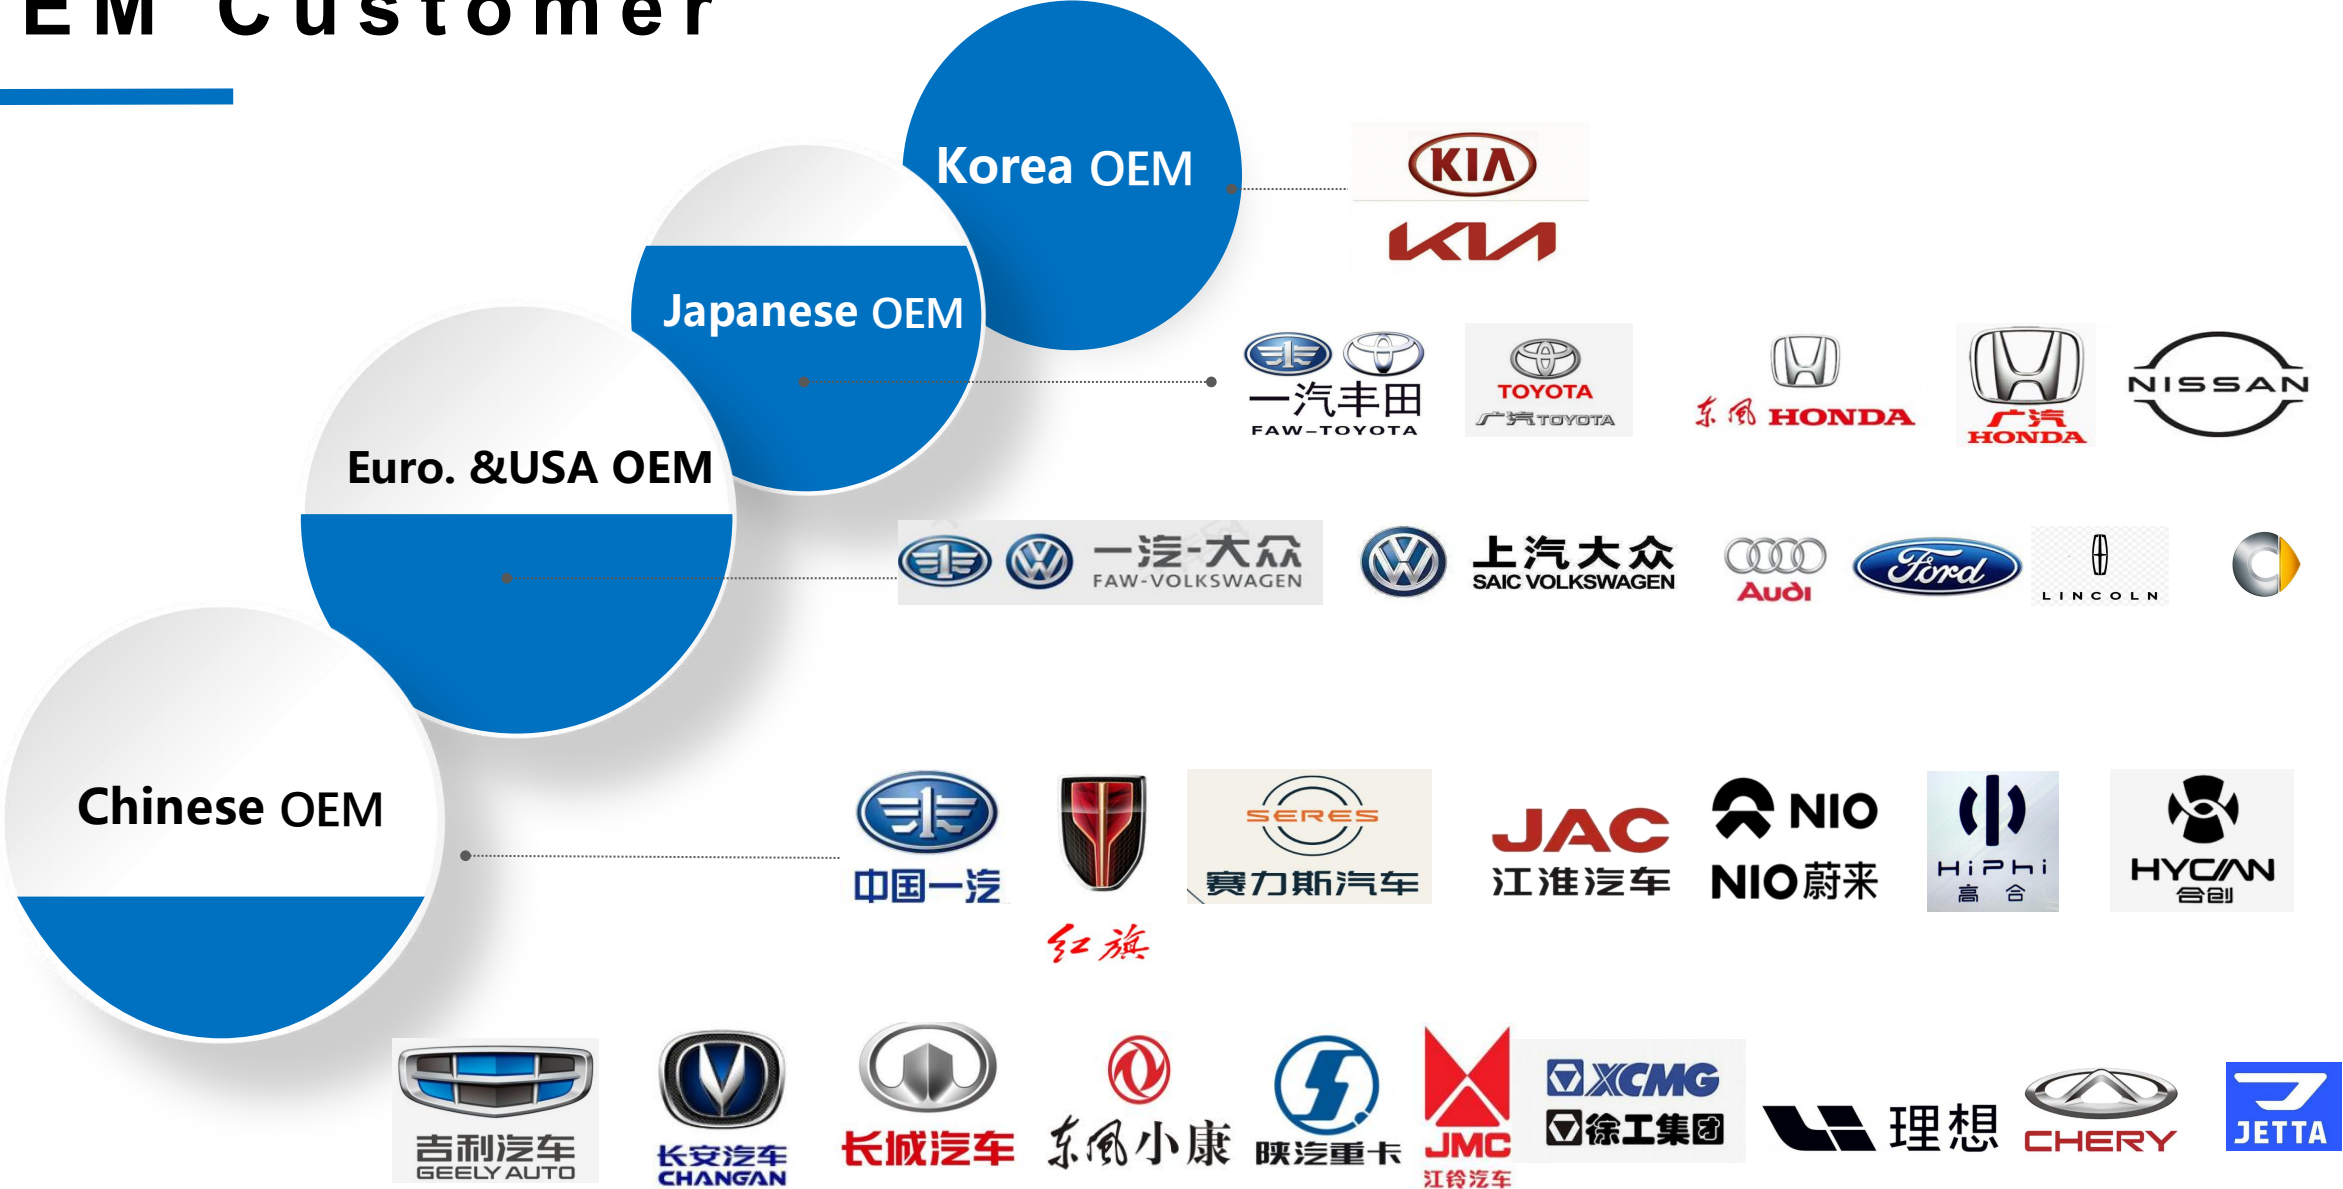 EM Customer
Korea OEM
KIA
KIA
Japanese OEM
一汽丰田
FAW-TOYOTA
TOYOTA
广汽TOYOTA
东风 HONDA
广汽
HONDA
NISSAN
Euro. &USA OEM
一汽-大众
FAW-VOLKSWAGEN
上汽大众
SAIC VOLKSWAGEN
Audi
Ford
LINCOLN
Chinese OEM
中国一汽
红旗
SERES
赛力斯汽车
JAC
江淮汽车
NIO
NIO蔚来
HiPhi
高合
HYCAN
合创
吉利汽车
GEELY AUTO
长安汽车
CHANGAN
长城汽车
东风小康
陕汽重卡
JMC
江铃汽车
XCMG
徐工集团
理想
CHERY
JETTA